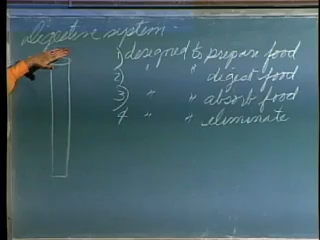 Digestive system.
1) designed to prepare food
2) " " digest food
3) " " absorb food
4 " " eliminate